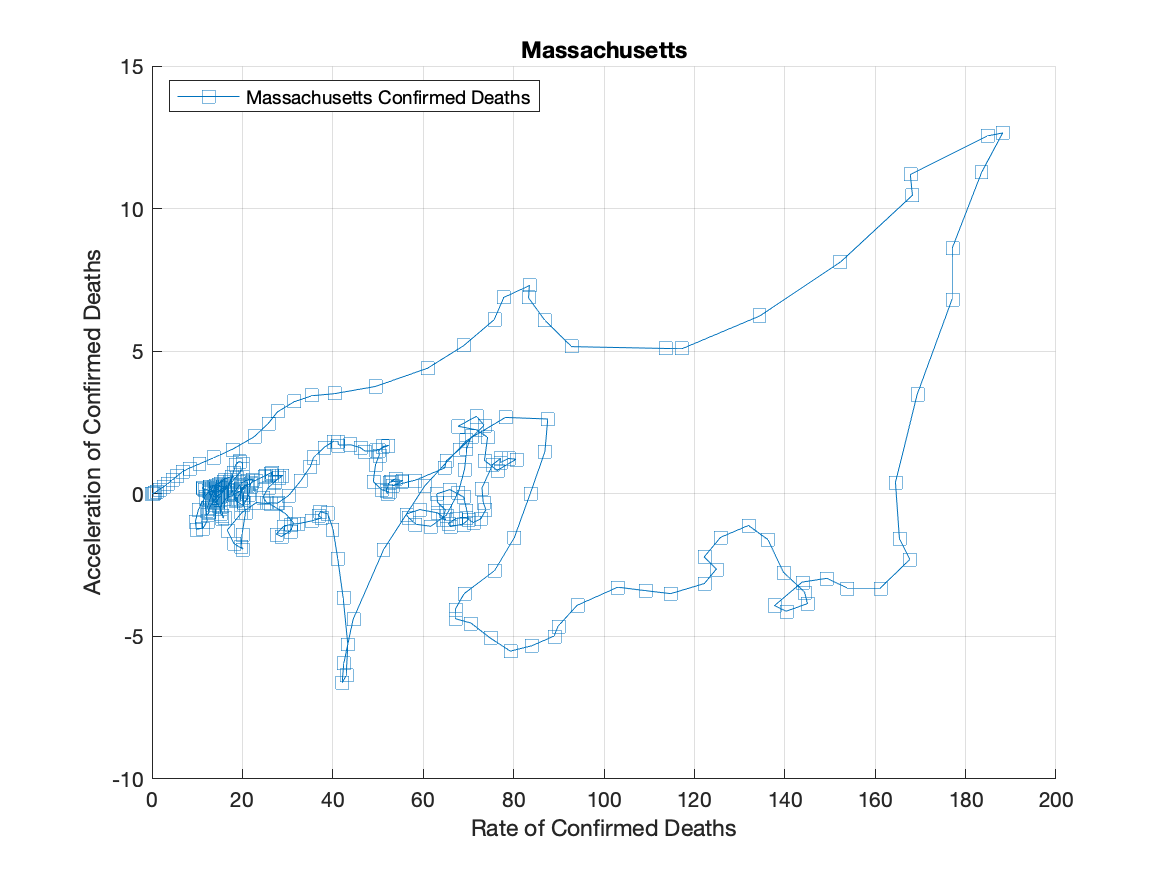 Massachusetts
15
Massachusetts Confirmed Deaths
10
5
0
-5
-10
Acceleration of Confirmed Deaths
0 20 40 60 80 100 120 140 160 180 200
Rate of Confirmed Deaths